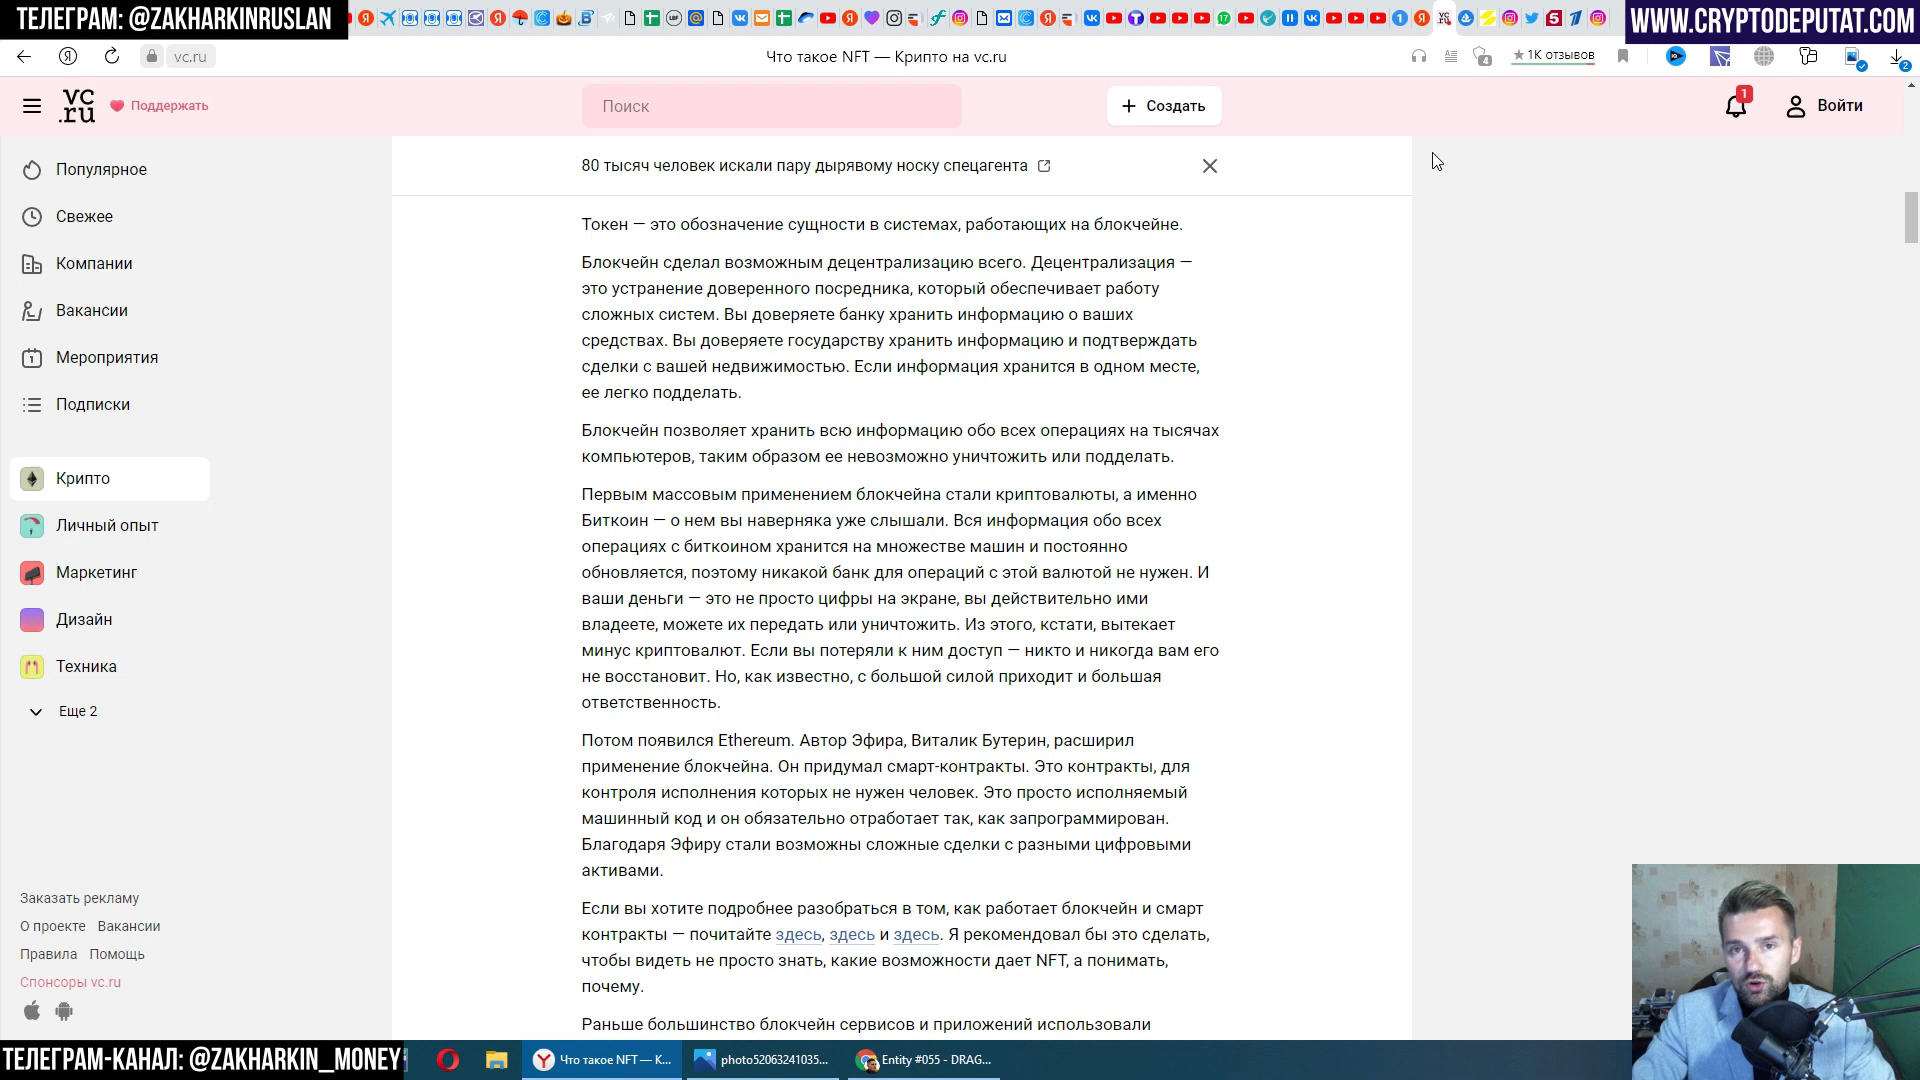 ТЕЛЕГРАМ: @ZAKHARKINRUSLAN
WWW.CRYPTODEPUTAT.COM
vc.ru
Что такое NFT — Крипто на vc.ru
4
★ 1К отзывов
2
vc
.ru
Поддержать
Поиск
+ Создать
1
Войти
Популярное
Свежее
Компании
Вакансии
Мероприятия
Подписки
Крипто
Личный опыт
Маркетинг
Дизайн
Техника
Еще 2
Заказать рекламу
О проекте Вакансии
Правила Помощь
Спонсоры vc.ru
80 тысяч человек искали пару дырявому носку спецагента
Токен — это обозначение сущности в системах, работающих на блокчейне.
Блокчейн сделал возможным децентрализацию всего. Децентрализация —
это устранение доверенного посредника, который обеспечивает работу
сложных систем. Вы доверяете банку хранить информацию о ваших
средствах. Вы доверяете государству хранить информацию и подтверждать
сделки с вашей недвижимостью. Если информация хранится в одном месте,
ее легко подделать.
Блокчейн позволяет хранить всю информацию обо всех операциях на тысячах
компьютеров, таким образом ее невозможно уничтожить или подделать.
Первым массовым применением блокчейна стали криптовалюты, а именно
Биткоин — о нем вы наверняка уже слышали. Вся информация обо всех
операциях с биткоином хранится на множестве машин и постоянно
обновляется, поэтому никакой банк для операций с этой валютой не нужен. И
ваши деньги — это не просто цифры на экране, вы действительно ими
владеете, можете их передать или уничтожить. Из этого, кстати, вытекает
минус криптовалют. Если вы потеряли к ним доступ — никто и никогда вам его
не восстановит. Но, как известно, с большой силой приходит и большая
ответственность.
Потом появился Ethereum. Автор Эфира, Виталик Бутерин, расширил
применение блокчейна. Он придумал смарт-контракты. Это контракты, для
контроля исполнения которых не нужен человек. Это просто исполняемый
машинный код и он обязательно отработает так, как запрограммирован.
Благодаря Эфиру стали возможны сложные сделки с разными цифровыми
активами.
Если вы хотите подробнее разобраться в том, как работает блокчейн и смарт
контракты — почитайте здесь, здесь и здесь. Я рекомендовал бы это сделать,
чтобы видеть не просто знать, какие возможности дает NFT, а понимать,
почему.
Раньше большинство блокчейн сервисов и приложений использовали
ТЕЛЕГРАМ-КАНАЛ: @ZAKHARKIN_MONEY
Что такое NFT — К...
photo52063241035...
Entity #055 - DRAG...